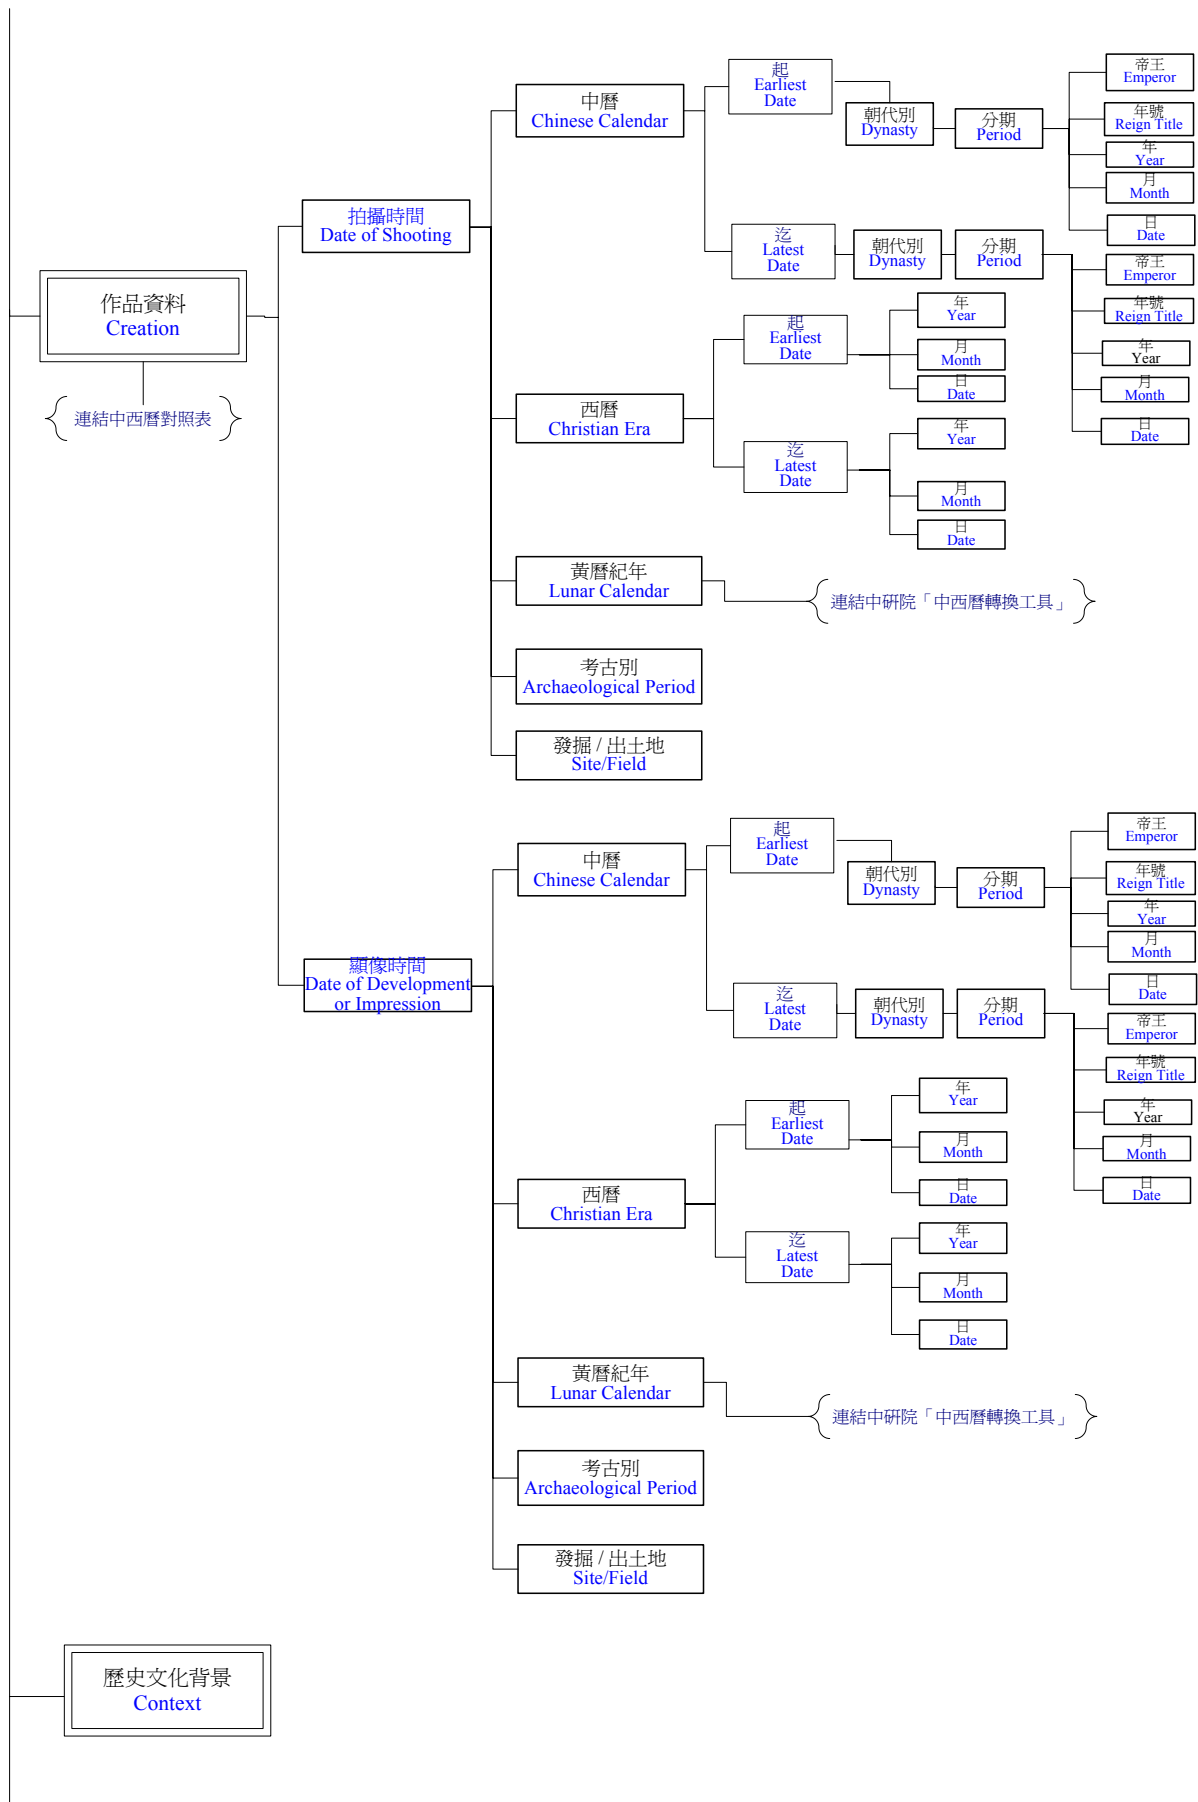 作品資料
Creation
連結中西曆對照表
拍攝時間
Date of Shooting
中曆
Chinese Calendar
起
Earliest
Date
朝代別
Dynasty
分期
Period
帝王
Emperor
年號
Reign Title
年
Year
月
Month
日
Date
迄
Latest
Date
朝代別
Dynasty
分期
Period
帝王
Emperor
年號
Reign Title
年
Year
月
Month
日
Date
西曆
Christian Era
起
Earliest
Date
年
Year
月
Month
日
Date
迄
Latest
Date
年
Year
月
Month
日
Date
黃曆紀年
Lunar Calendar
連結中研院「中西曆轉換工具」
考古別
Archaeological Period
發掘 / 出土地
Site/Field
顯像時間
Date of Development
or Impression
中曆
Chinese Calendar
起
Earliest
Date
朝代別
Dynasty
分期
Period
帝王
Emperor
年號
Reign Title
年
Year
月
Month
日
Date
迄
Latest
Date
朝代別
Dynasty
分期
Period
帝王
Emperor
年號
Reign Title
年
Year
月
Month
日
Date
西曆
Christian Era
起
Earliest
Date
年
Year
月
Month
日
Date
迄
Latest
Date
年
Year
月
Month
日
Date
黃曆紀年
Lunar Calendar
連結中研院「中西曆轉換工具」
考古別
Archaeological Period
發掘 / 出土地
Site/Field
歷史文化背景
Context